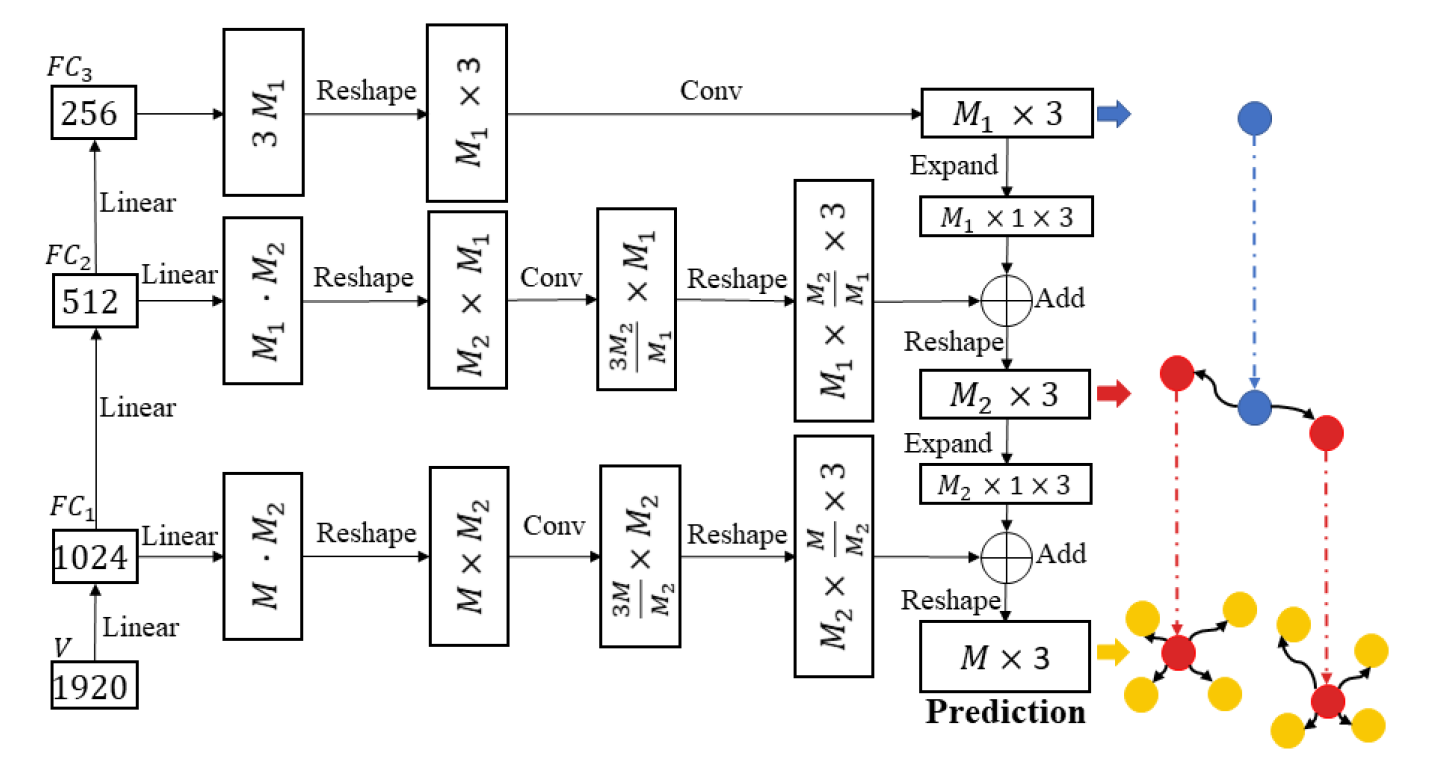 FC₃
256
3 M₁
Reshape
M₁ × 3
Conv
M₁ × 3
Expand
M₁ × 1 × 3
Linear
FC₂
512
Linear
M₁ · M₂
Reshape
M₂ × M₁
Conv
3M₂/M₁ × M₁
Reshape
M₁ × M₂/M₁ × 3
Add
Reshape
M₂ × 3
Expand
M₂ × 1 × 3
Linear
FC₁
1024
Linear
M · M₂
Reshape
M × M₂
Conv
3M/M₂ × M₂
Reshape
M₂ × M/M₂ × 3
Add
Reshape
M × 3
Prediction
Linear
V
1920